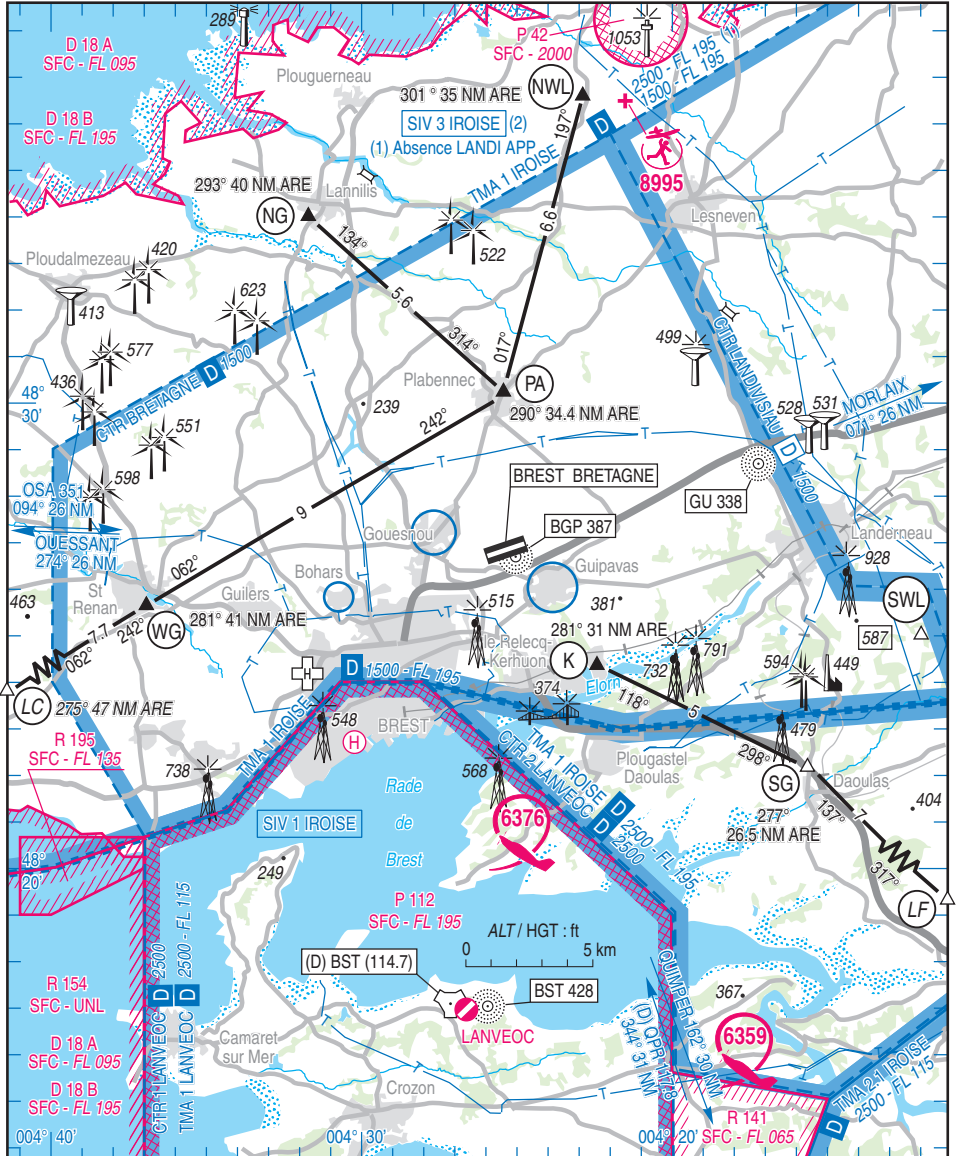 289
D 18 A
SFC - FL 095
D 18 B
SFC - FL 195
Plouguerneau
P 42
SFC - 2000
1053
2500 - FL 195 (1)
1500 - FL 195
NWL
301 ° 35 NM ARE
SIV 3 IROISE (2)
(1) Absence LANDI APP
197°
6.6
017°
D
TMA 1 IROISE
8995
Lesneven
293° 40 NM ARE
Lannilis
NG
134°
5.6
314°
522
Ploudalmezeau
420
413
623
577
436
551
598
48°
30'
CTR BRETAGNE D 1500
499
CTR LANDIVISIAU
D 1500
Plabennec
PA
290° 34.4 NM ARE
239
242°
9
062°
528
531
MORLAIX
071° 26 NM
OSA 351
094° 26 NM
OUESSANT
274° 26 NM
BREST BRETAGNE
BGP 387
GU 338
Gouesnou
Guipavas
Bohars
Landerneau
928
SWL
587
St
Renan
Guilers
463
WG
281° 41 NM ARE
7.7
242°
062°
LC
275° 47 NM ARE
515
381
281° 31 NM ARE
le Relecq-
Kerhuon
K
732
791
594
449
Elorn
118°
5
298°
H
D 1500 - FL 195
374
BREST
H
548
TMA 1 IROISE
R 195
SFC - FL 135
738
568
TMA 1 IROISE
CTR 2 LANVEOC
D 2500 - FL 195
D 2500
Plougastel
Daoulas
479
SG
277°
26.5 NM ARE
Daoulas
137°
7
317°
404
LF
Rade
de
Brest
SIV 1 IROISE
6376
48°
20'
249
P 112
SFC - FL 195
ALT / HGT : ft
0 5 km
(D) BST (114.7)
BST 428
LANVEOC
R 154
SFC - UNL
D 18 A
SFC - FL 095
D 18 B
SFC - FL 195
CTR 1 LANVEOC D 2500
TMA 1 LANVEOC D 2500 - FL 115
Camaret
sur Mer
Crozon
367
6359
QUIMPER 162° 30 NM
(D) QPR 117.8
344° 31 NM
TMA 2.1 IROISE
2500 - FL 115
D
R 141
SFC - FL 065
004° 40'
004° 30'
004° 20'